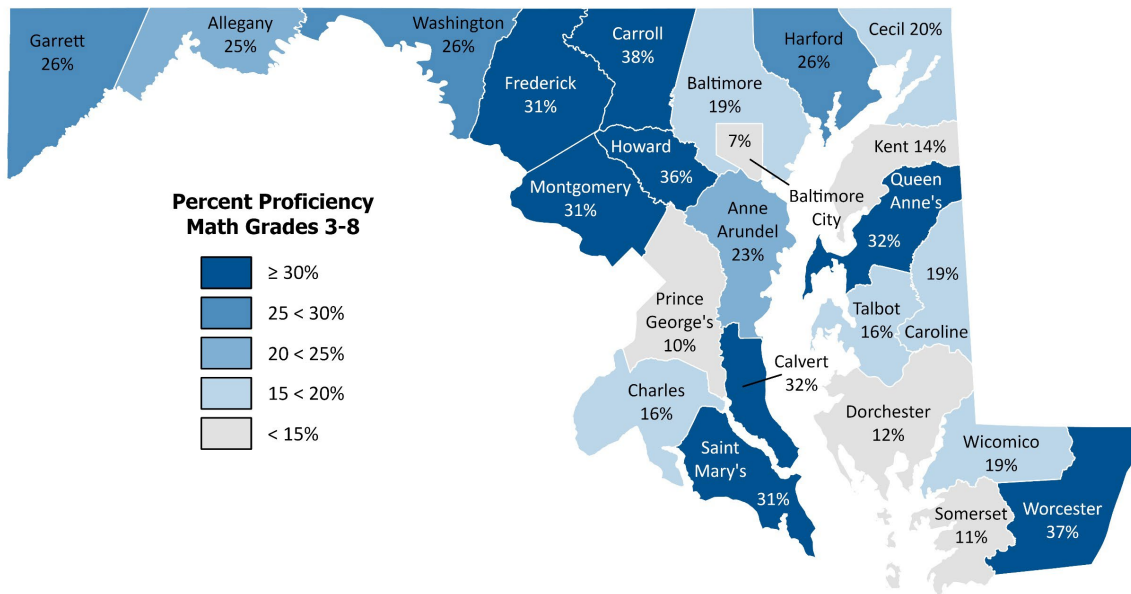 Garrett
26%
Allegany
25%
Washington
26%
Frederick
31%
Carroll
38%
Baltimore
19%
7%
Baltimore
City
Harford
26%
Cecil 20%
Kent 14%
Queen
Anne's
32%
Howard
36%
Montgomery
31%
Anne
Arundel
23%
Prince
George's
10%
19%
Caroline
Talbot
16%
Calvert
32%
Charles
16%
Saint
Mary's
31%
Dorchester
12%
Wicomico
19%
Somerset
11%
Worcester
37%
Percent Proficiency
Math Grades 3-8
≥ 30%
25 < 30%
20 < 25%
15 < 20%
< 15%